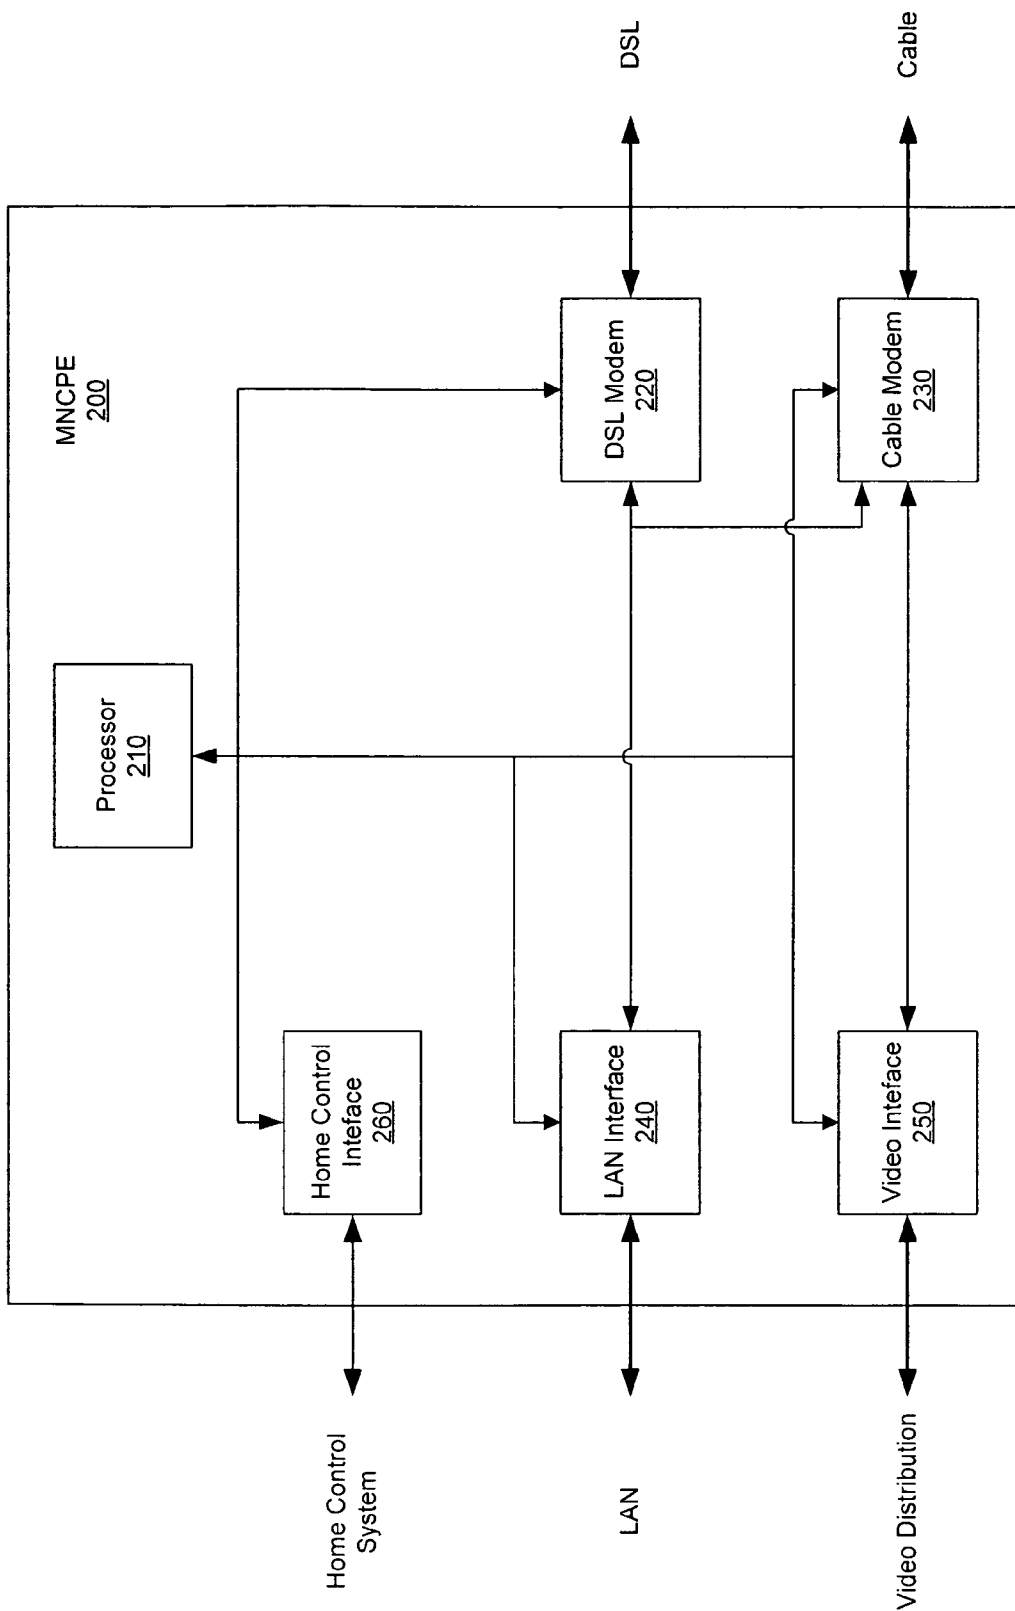 MNCPE
200
Processor
210
Home Control
Inteface
260
Home Control
System
DSL Modem
220
DSL
LAN Interface
240
LAN
Cable Modem
230
Cable
Video Inteface
250
Video Distribution